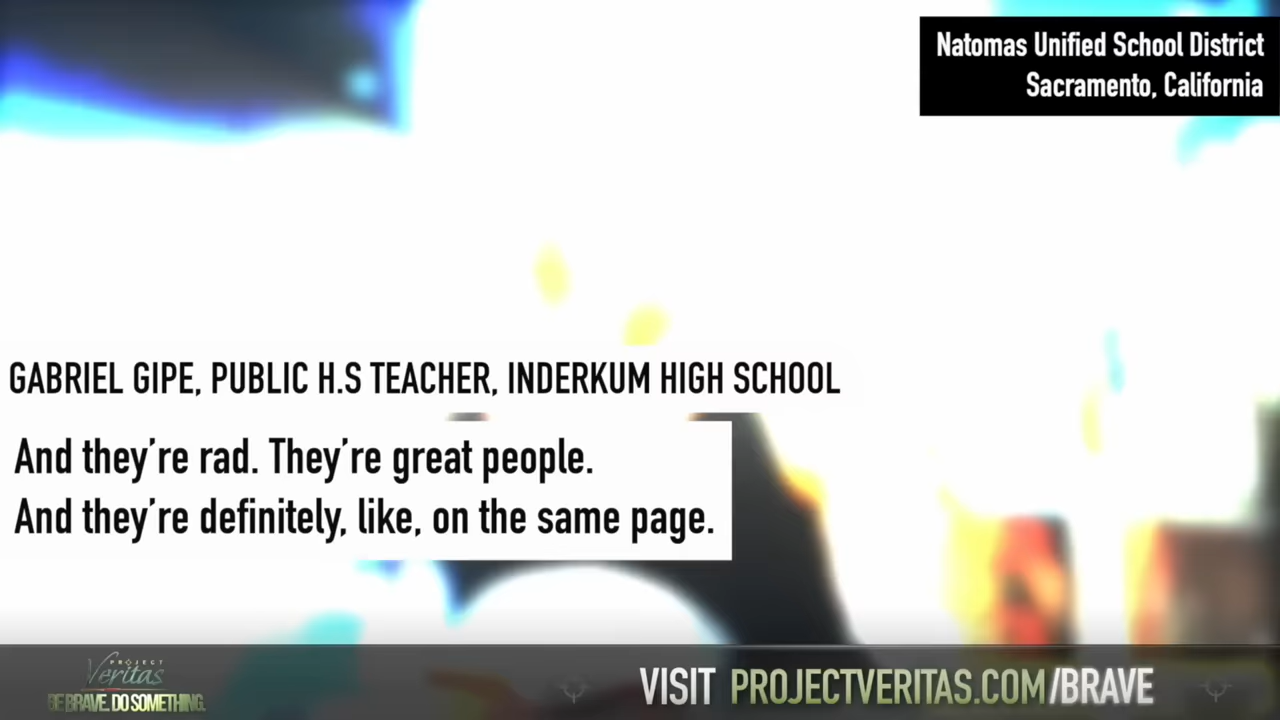 Natomas Unified School District
Sacramento, California
GABRIEL GIPE, PUBLIC H.S TEACHER, INDERKUM HIGH SCHOOL
And they're rad. They're great people.
And they're definitely, like, on the same page.
PROJECT
Veritas
BE BRAVE. DO SOMETHING.
VISIT PROJECTVERITAS.COM/BRAVE